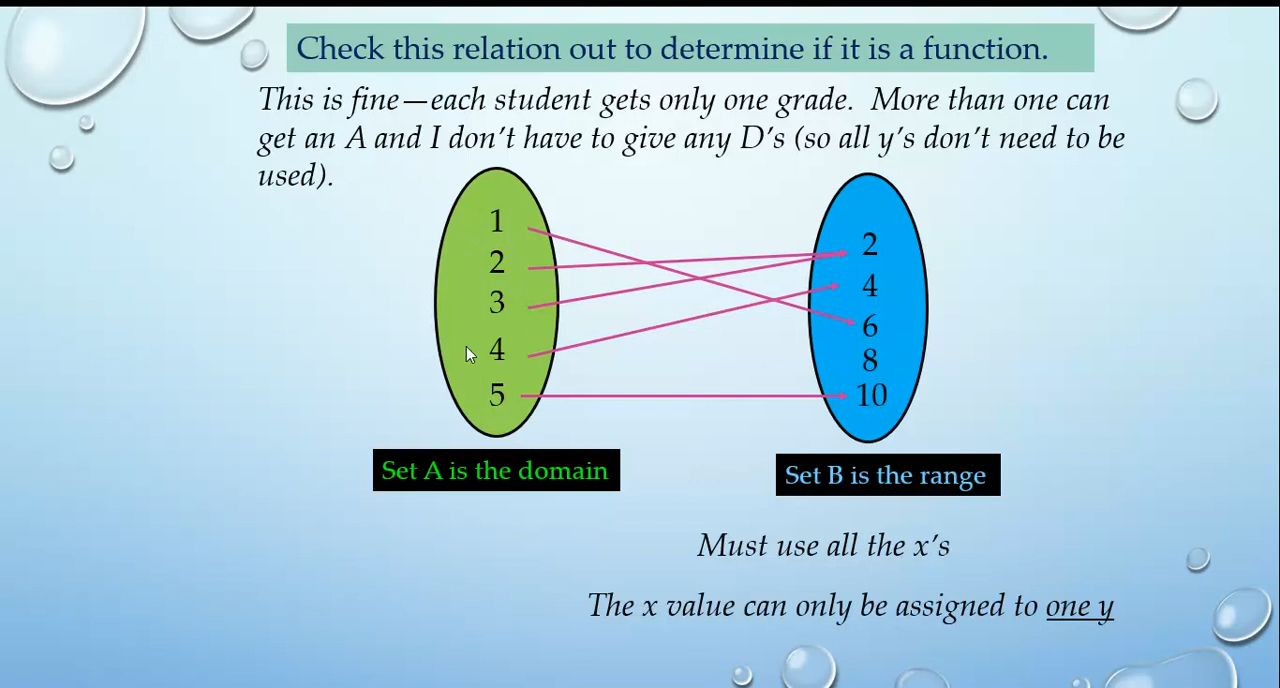 Check this relation out to determine if it is a function.
This is fine—each student gets only one grade. More than one can
get an A and I don't have to give any D's (so all y's don't need to be
used).
1
2
3
4
5
2
4
6
8
10
Set A is the domain
Set B is the range
Must use all the x's
The x value can only be assigned to one y